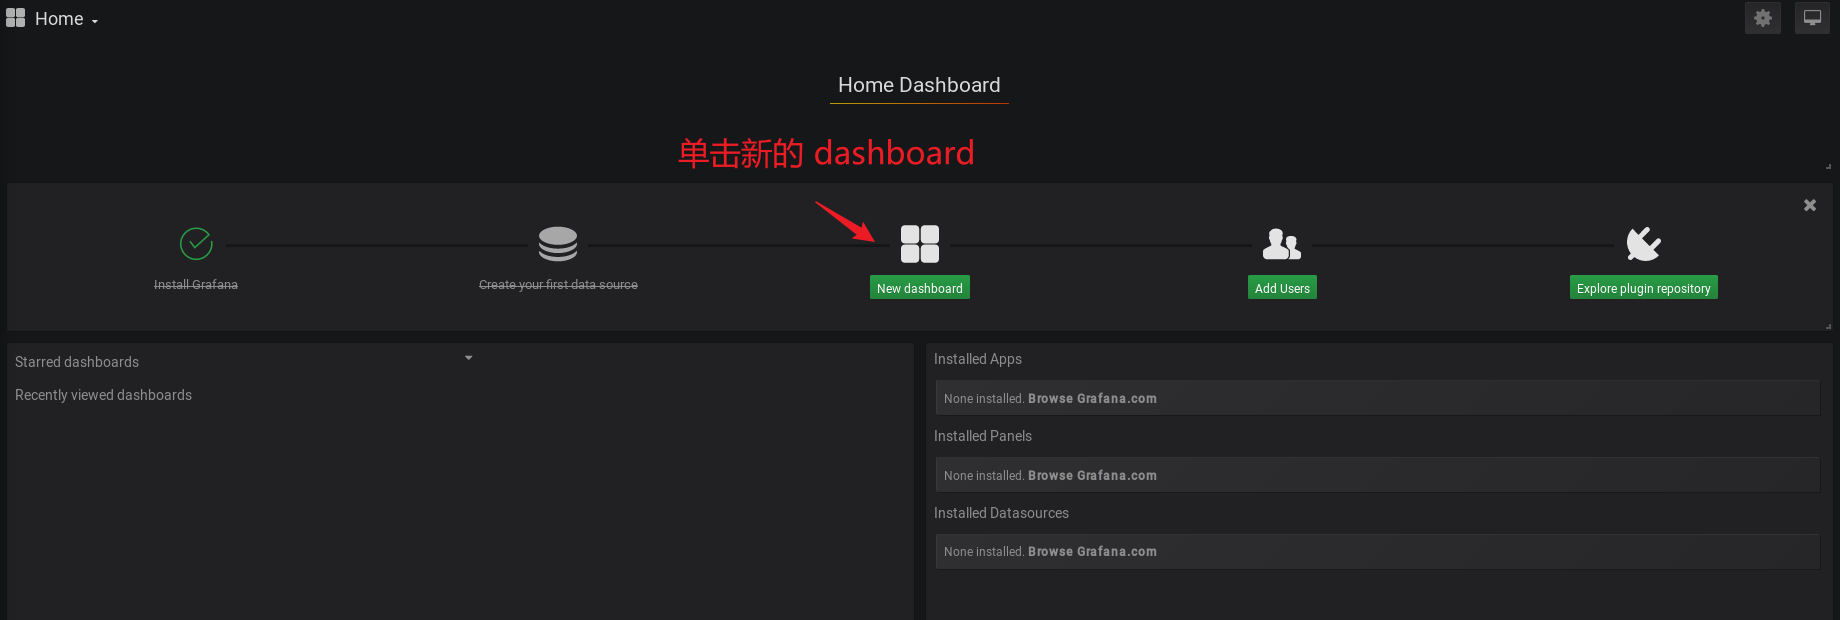 Home
Home Dashboard
单击新的 dashboard
Install Grafana
Create your first data source
New dashboard
Add Users
Explore plugin repository
Starred dashboards
Recently viewed dashboards
Installed Apps
None installed. Browse Grafana.com
Installed Panels
None installed. Browse Grafana.com
Installed Datasources
None installed. Browse Grafana.com